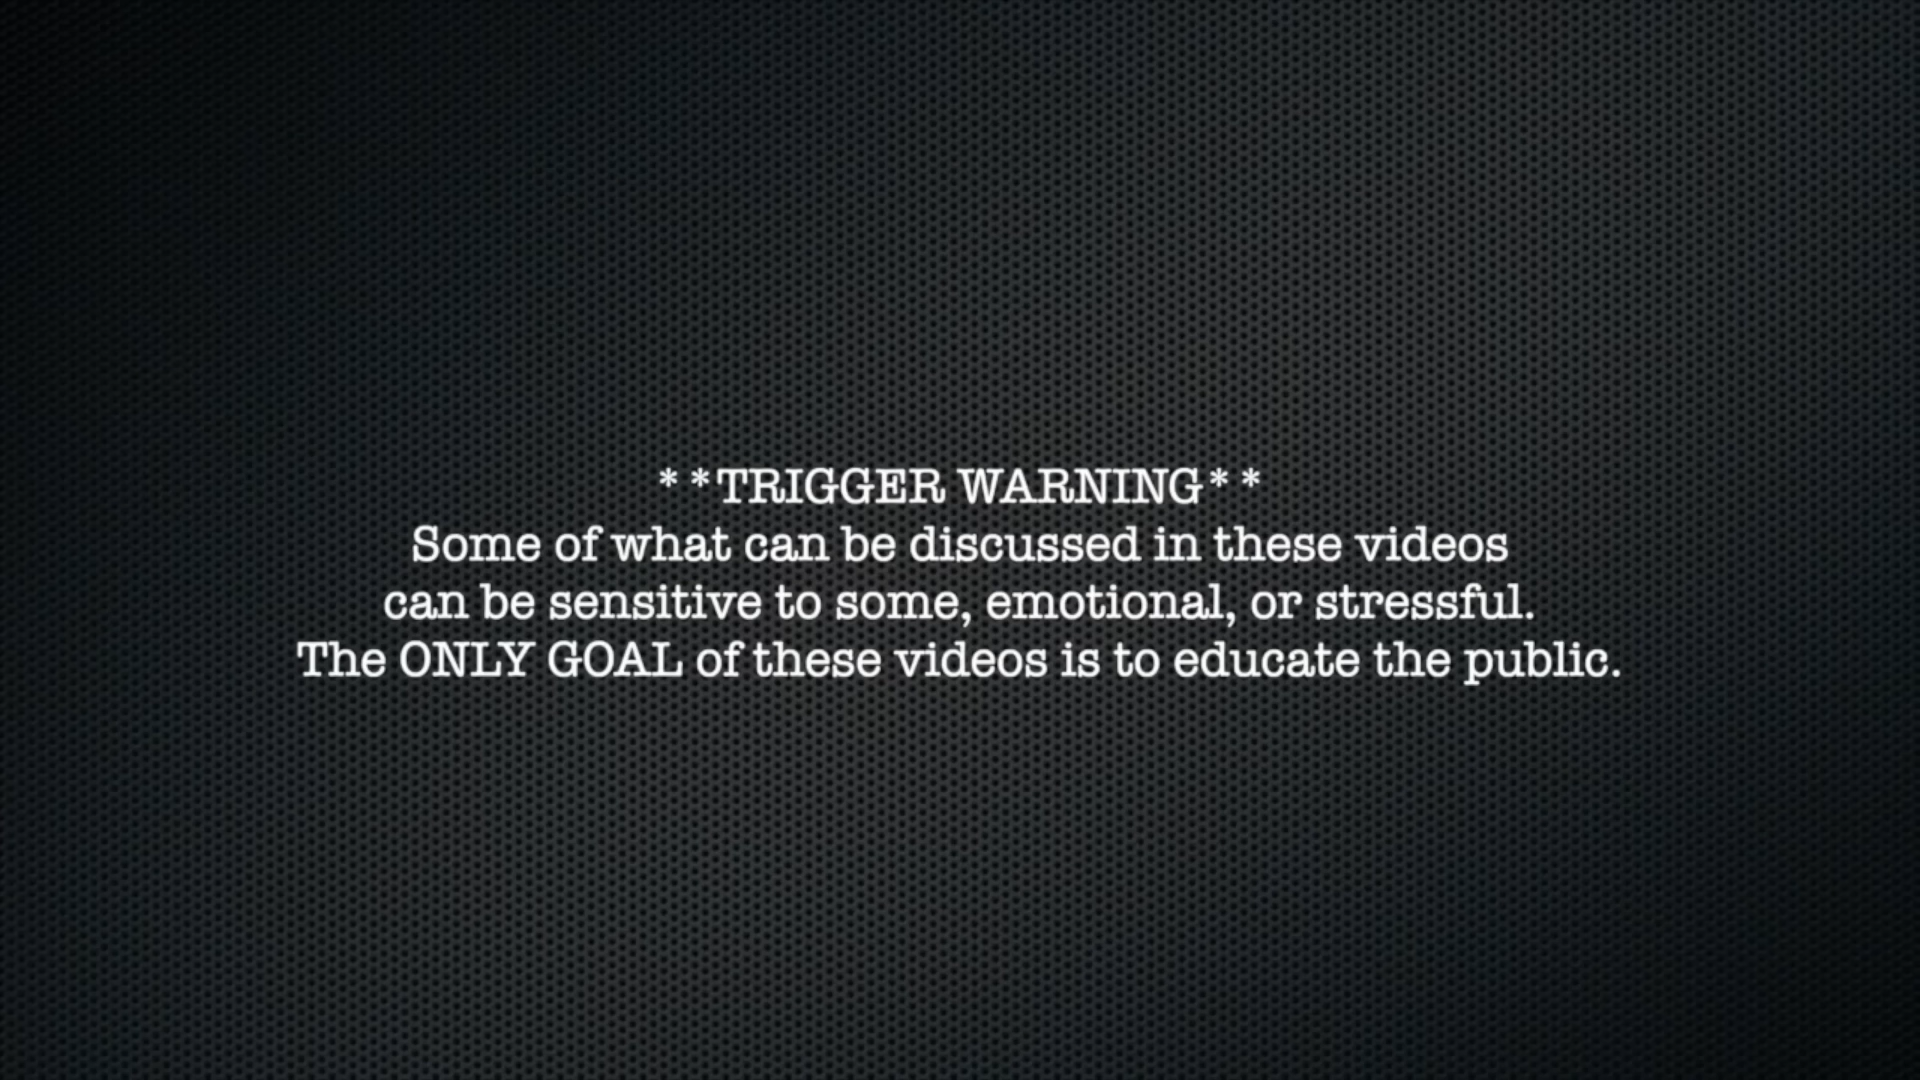 **TRIGGER WARNING**
Some of what can be discussed in these videos
can be sensitive to some, emotional, or stressful.
The ONLY GOAL of these videos is to educate the public.